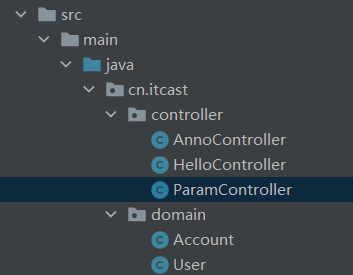 src
main
java
cn.itcast
controller
C AnnoController
C HelloController
C ParamController
domain
C Account
C User